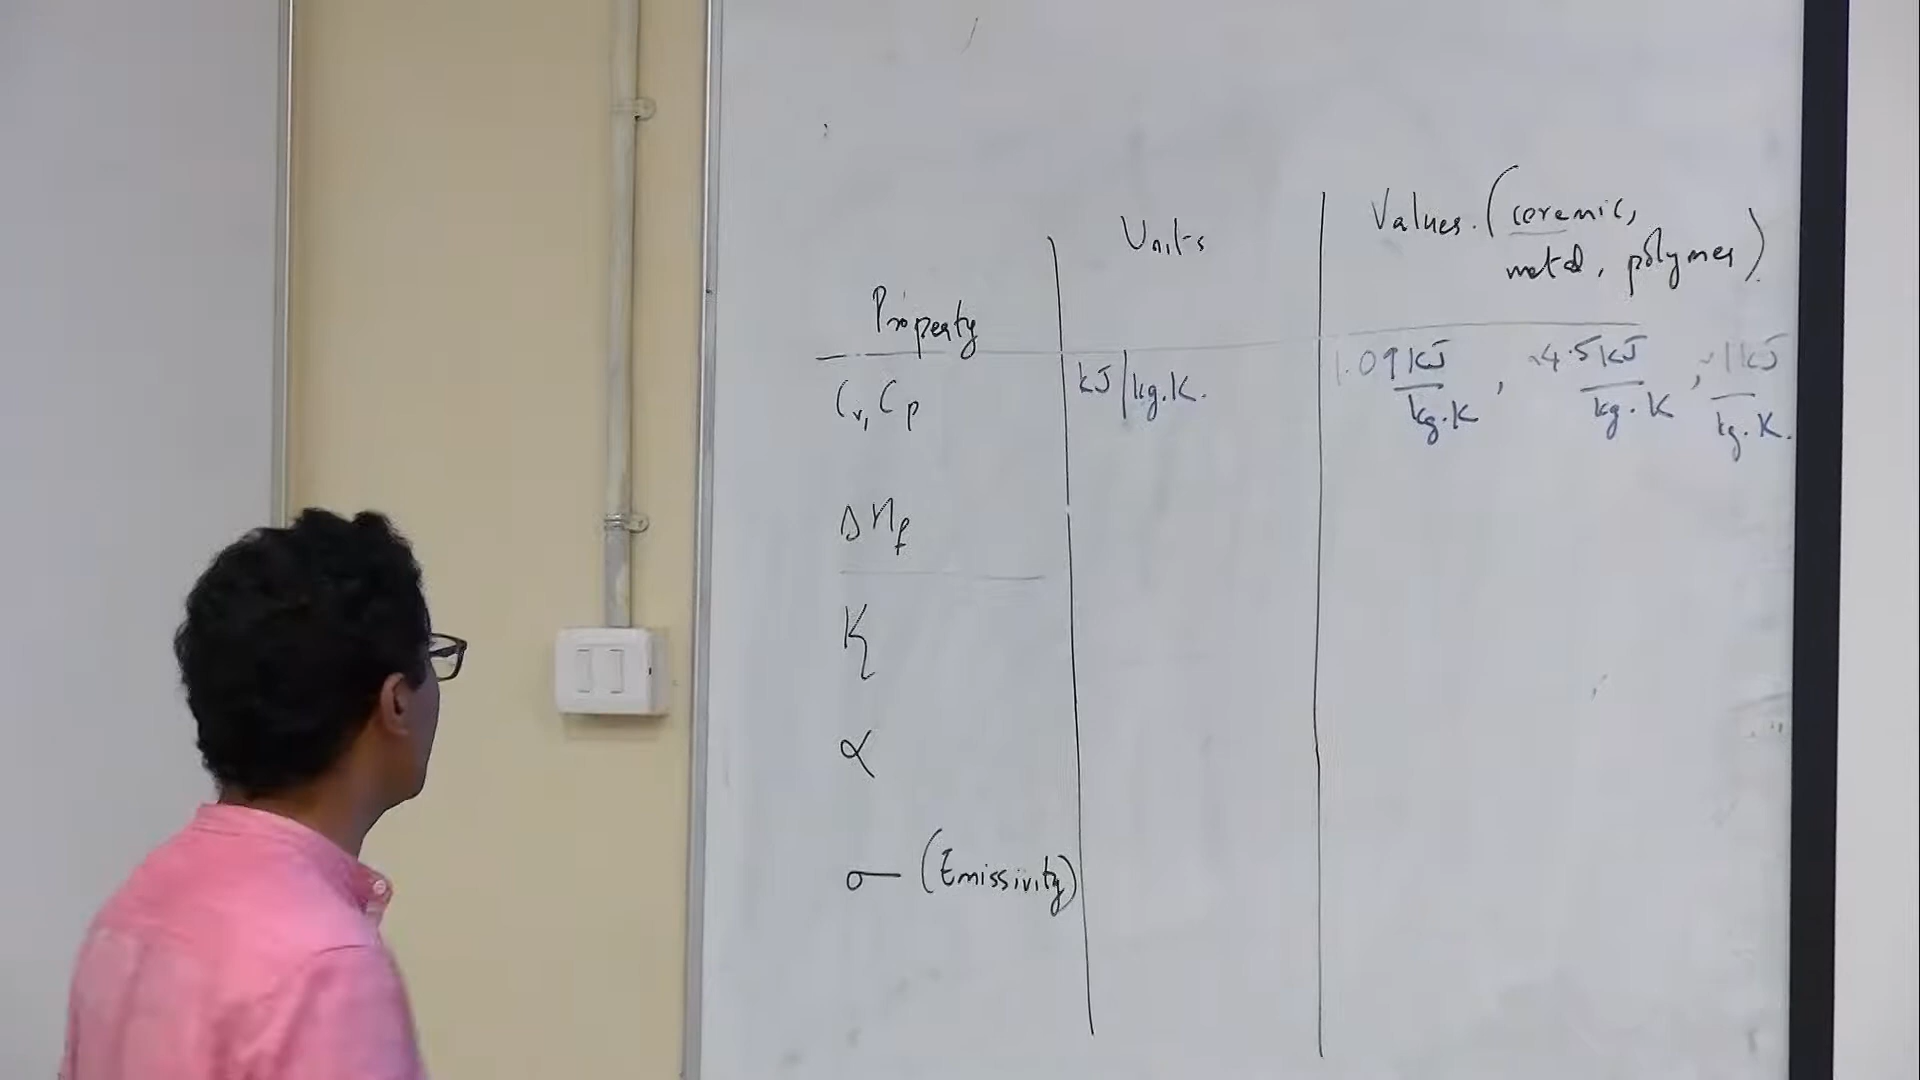 Property | Units | Values. (ceramic, metal, polymer)
Cv, Cp | kJ/kg.K. | 1.09 kJ/kg.K, ~4.5 kJ/kg.K, ~1 kJ/kg.K.
ΔHf
K
α
σ (Emissivity)